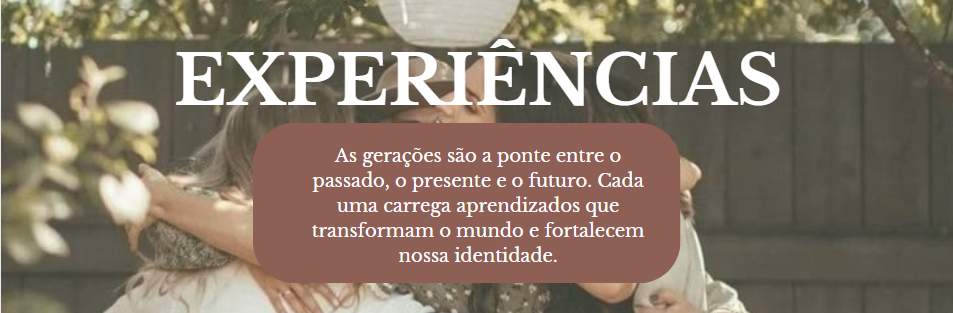 EXPERIÊNCIAS
As gerações são a ponte entre o
passado, o presente e o futuro. Cada
uma carrega aprendizados que
transformam o mundo e fortalecem
nossa identidade.